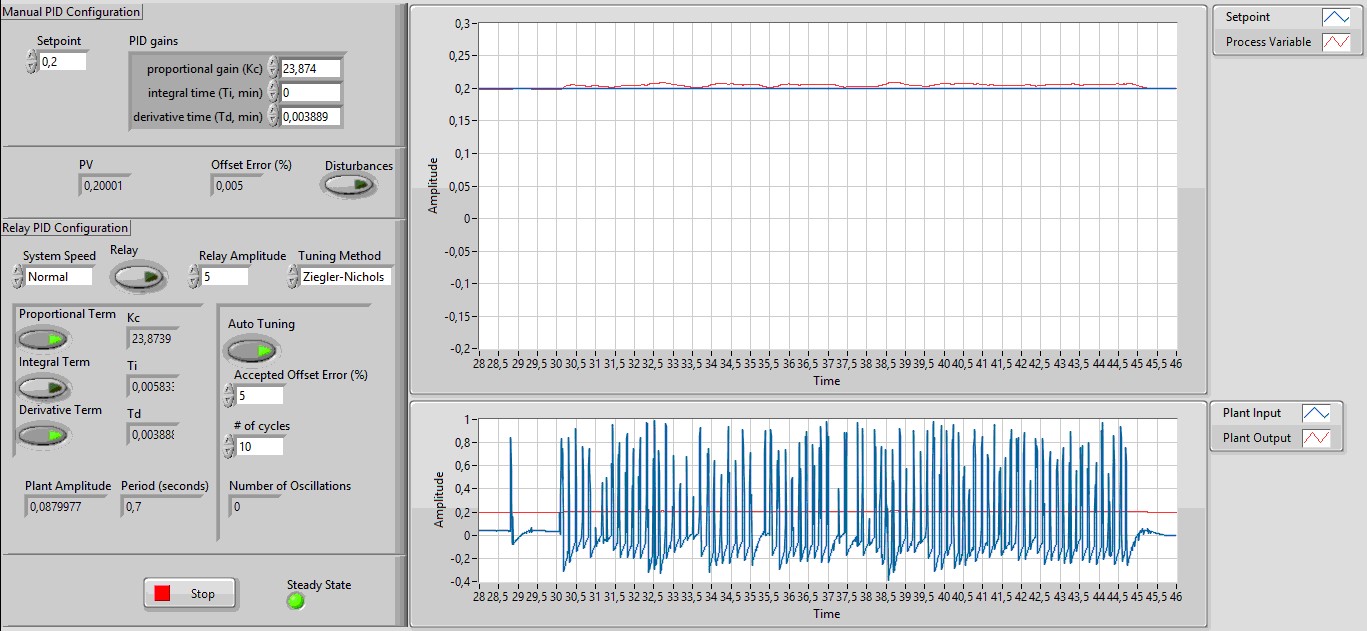 Manual PID Configuration
Setpoint
0,2
PID gains
proportional gain (Kc) 23,874
integral time (Ti, min) 0
derivative time (Td, min) 0,003889
PV
0,20001
Offset Error (%)
0,005
Disturbances
Relay PID Configuration
System Speed
Normal
Relay
Relay Amplitude
5
Tuning Method
Ziegler-Nichols
Proportional Term
Kc
23,8739
Integral Term
Ti
0,00583
Derivative Term
Td
0,00388
Plant Amplitude
0,0879977
Period (seconds)
0,7
Auto Tuning
Accepted Offset Error (%)
5
# of cycles
10
Number of Oscillations
0
Stop
Steady State
Amplitude
0,3
0,25
0,2
0,15
0,1
0,05
0
-0,05
-0,1
-0,15
-0,2
28 28,5 29 29,5 30 30,5 31 31,5 32 32,5 33 33,5 34 34,5 35 35,5 36 36,5 37 37,5 38 38,5 39 39,5 40 40,5 41 41,5 42 42,5 43 43,5 44 44,5 45 45,5 46
Time
Setpoint
Process Variable
Amplitude
1
0,8
0,6
0,4
0,2
0
-0,2
-0,4
28 28,5 29 29,5 30 30,5 31 31,5 32 32,5 33 33,5 34 34,5 35 35,5 36 36,5 37 37,5 38 38,5 39 39,5 40 40,5 41 41,5 42 42,5 43 43,5 44 44,5 45 45,5 46
Time
Plant Input
Plant Output